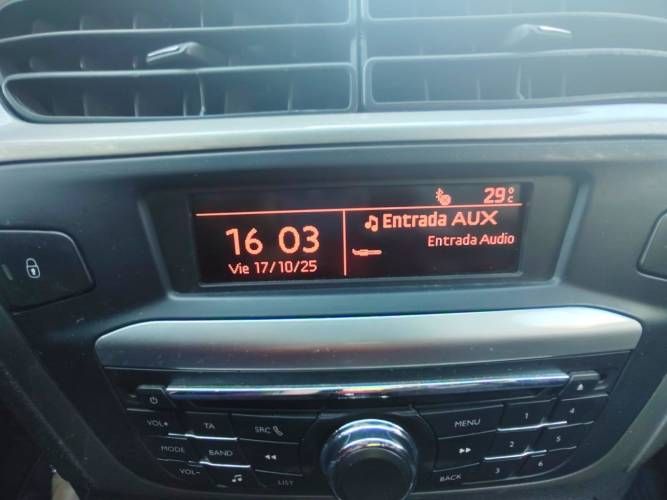 29°C
16 03
Vie 17/10/25
Entrada AUX
Entrada Audio
VOL+ TA SRC MENU 1 4
MODE BAND 2 5
VOL- LIST BACK 3 6